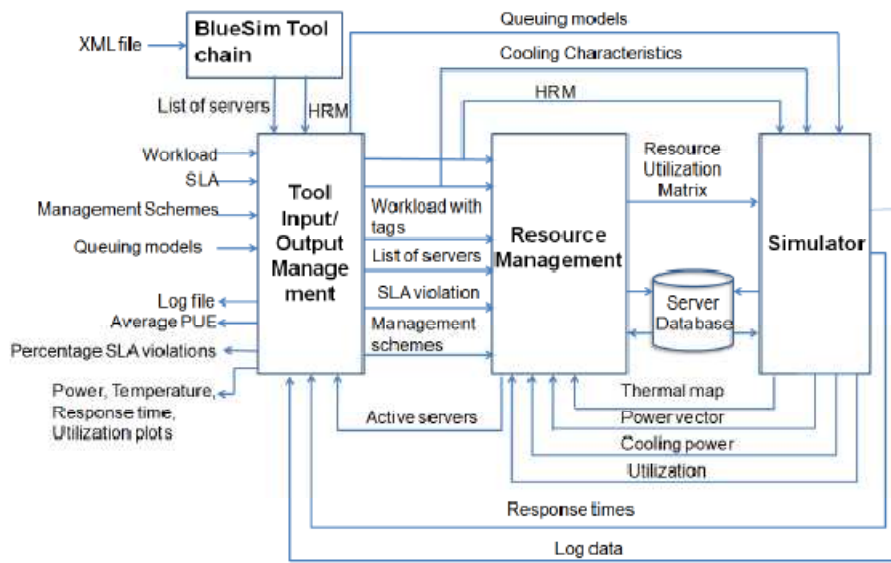 Queuing models
BlueSim Tool
chain
XML file
Cooling Characteristics
HRM
List of servers
HRM
Workload
SLA
Management Schemes
Queuing models
Tool
Input/
Output
Manage
ment
Workload with
tags
List of servers
SLA violation
Management
schemes
Resource
Management
Resource
Utilization
Matrix
Simulator
Server
Database
Log file
Average PUE
Percentage SLA violations
Power, Temperature,
Response time,
Utilization plots
Active servers
Thermal map
Power vector
Cooling power
Utilization
Response times
Log data